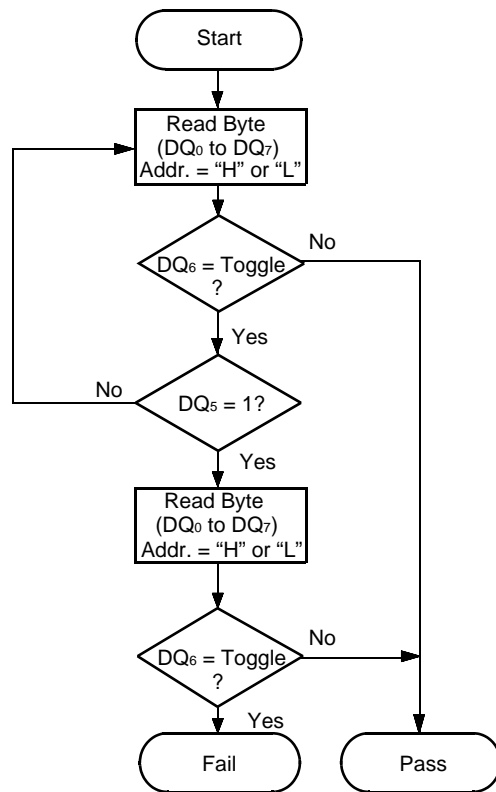 Start
Read Byte
(DQ0 to DQ7)
Addr. = “H” or “L”
No
DQ6 = Toggle
?
Yes
No
DQ5 = 1?
Yes
Read Byte
(DQ0 to DQ7)
Addr. = “H” or “L”
No
DQ6 = Toggle
?
Yes
Fail
Pass